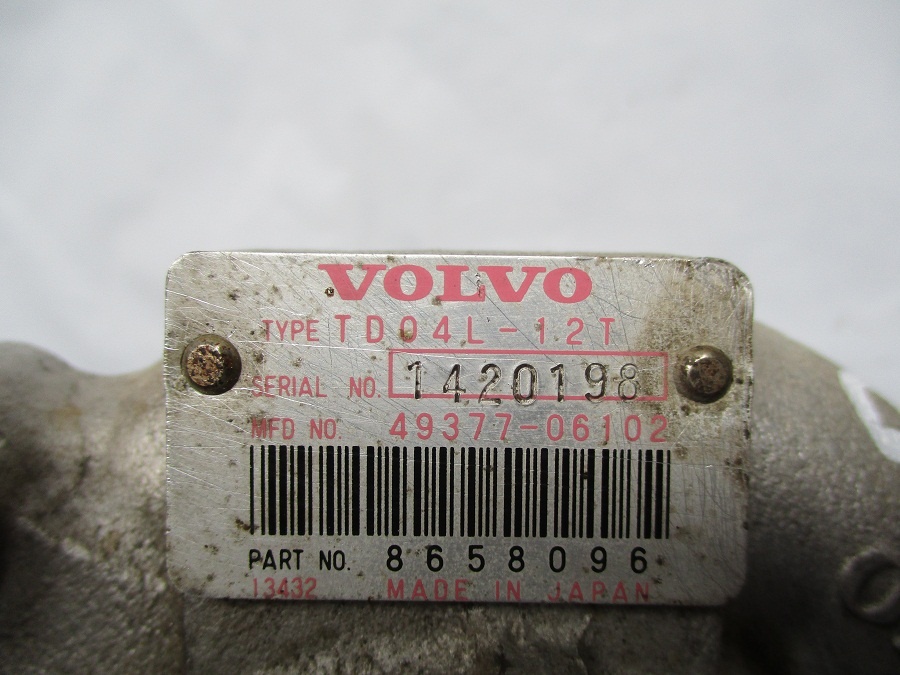 VOLVO
TYPE TD04L-12T
SERIAL NO. 1420198
MFD NO. 49377-06102
PART NO. 8658096
13432 MADE IN JAPAN